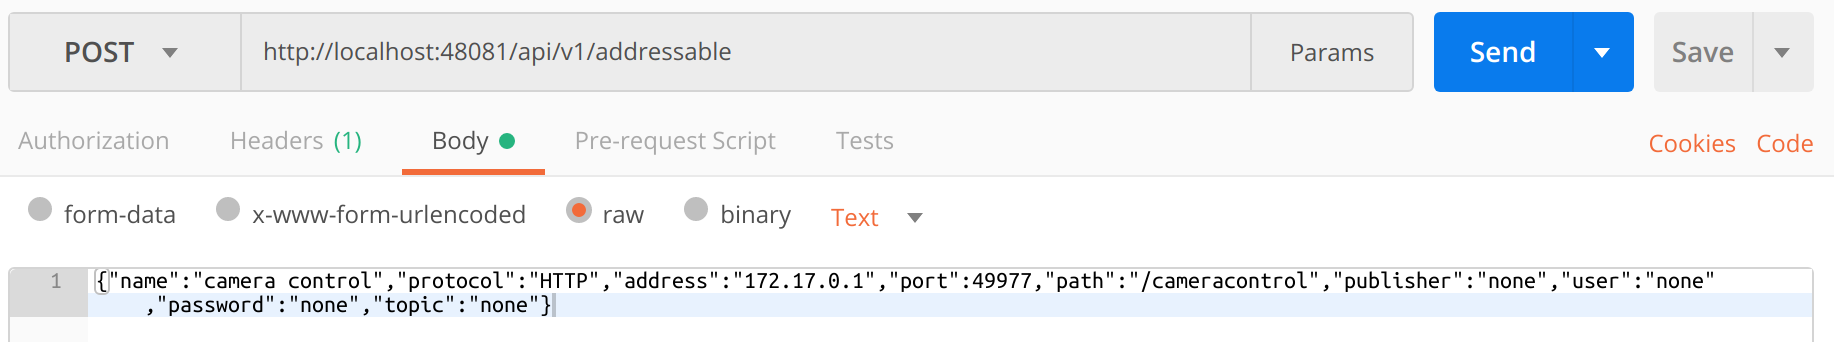 POST http://localhost:48081/api/v1/addressable Params Send Save
Authorization Headers (1) Body Pre-request Script Tests Cookies Code
form-data x-www-form-urlencoded raw binary Text
1 {"name":"camera control","protocol":"HTTP","address":"172.17.0.1","port":49977,"path":"/cameracontrol","publisher":"none","user":"none"
,"password":"none","topic":"none"}